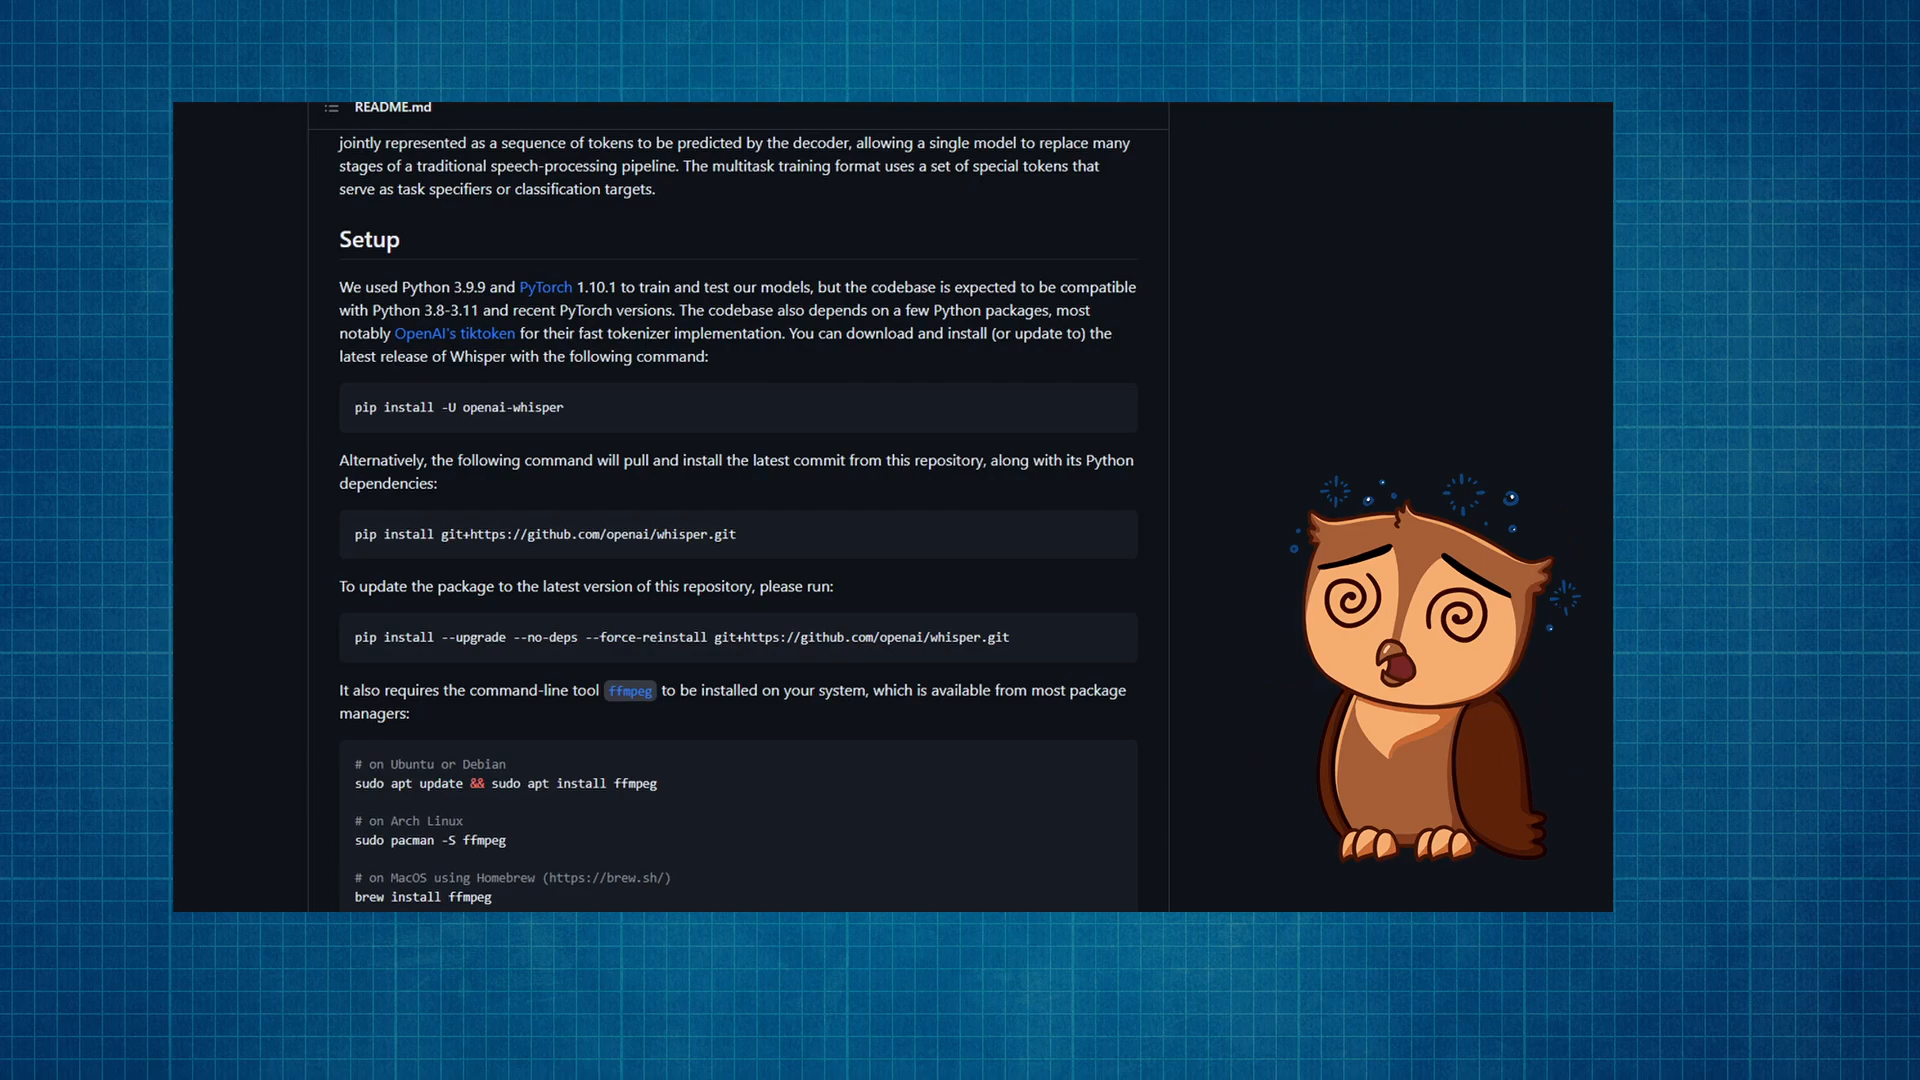 README.md
jointly represented as a sequence of tokens to be predicted by the decoder, allowing a single model to replace many
stages of a traditional speech-processing pipeline. The multitask training format uses a set of special tokens that
serve as task specifiers or classification targets.
Setup
We used Python 3.9.9 and PyTorch 1.10.1 to train and test our models, but the codebase is expected to be compatible
with Python 3.8-3.11 and recent PyTorch versions. The codebase also depends on a few Python packages, most
notably OpenAI's tiktoken for their fast tokenizer implementation. You can download and install (or update to) the
latest release of Whisper with the following command:
pip install -U openai-whisper
Alternatively, the following command will pull and install the latest commit from this repository, along with its Python
dependencies:
pip install git+https://github.com/openai/whisper.git
To update the package to the latest version of this repository, please run:
pip install --upgrade --no-deps --force-reinstall git+https://github.com/openai/whisper.git
It also requires the command-line tool ffmpeg to be installed on your system, which is available from most package
managers:
# on Ubuntu or Debian
sudo apt update && sudo apt install ffmpeg
# on Arch Linux
sudo pacman -S ffmpeg
# on MacOS using Homebrew (https://brew.sh/)
brew install ffmpeg